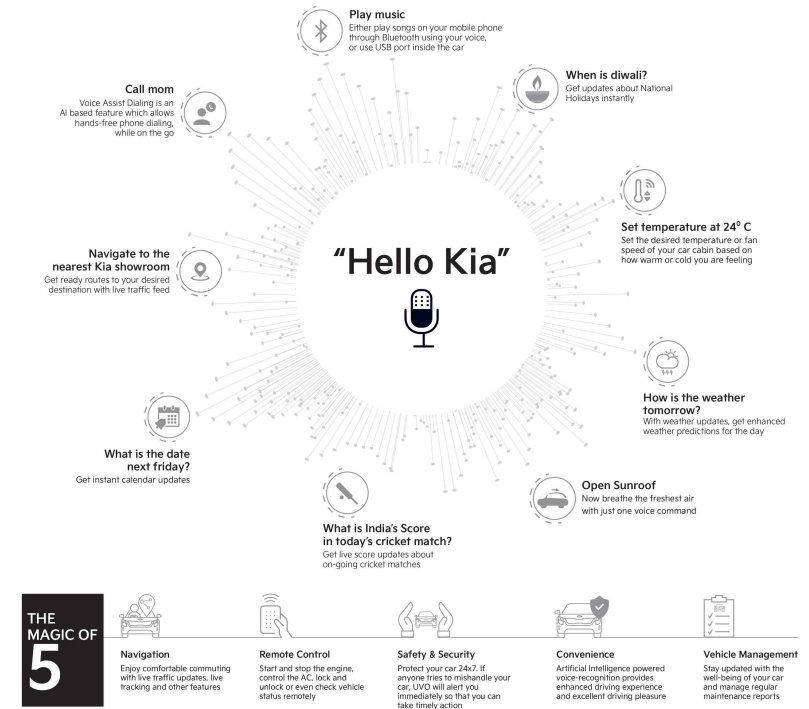 Play music
Either play songs on your mobile phone
through Bluetooth using your voice,
or use USB port inside the car
When is diwali?
Get updates about National
Holidays instantly
Call mom
Voice Assist Dialing is an
AI based feature which allows
hands-free phone dialing,
while on the go
Set temperature at 24⁰ C
Set the desired temperature or fan
speed of your car cabin based on
how warm or cold you are feeling
Navigate to the
nearest Kia showroom
Get ready routes to your desired
destination with live traffic feed
“Hello Kia”
How is the weather
tomorrow?
With weather updates, get enhanced
weather predictions for the day
What is the date
next friday?
Get instant calendar updates
Open Sunroof
Now breathe the freshest air
with just one voice command
What is India’s Score
in today’s cricket match?
Get live score updates about
on-going cricket matches
THE
MAGIC OF
5
Navigation
Enjoy comfortable commuting
with live traffic updates, live
tracking and other features
Remote Control
Start and stop the engine,
control the AC, lock and
unlock or even check vehicle
status remotely
Safety & Security
Protect your car 24x7. If
anyone tries to mishandle your
car, UVO will alert you
immediately so that you can
take timely action
Convenience
Artificial Intelligence powered
voice-recognition provides
enhanced driving experience
and excellent driving pleasure
Vehicle Management
Stay updated with the
well-being of your car
and manage regular
maintenance reports